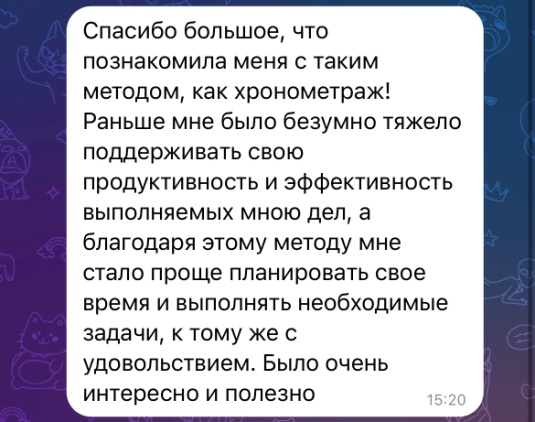 Спасибо большое, что
познакомила меня с таким
методом, как хронометраж!
Раньше мне было безумно тяжело
поддерживать свою
продуктивность и эффективность
выполняемых мною дел, а
благодаря этому методу мне
стало проще планировать свое
время и выполнять необходимые
задачи, к тому же с
удовольствием. Было очень
интересно и полезно
15:20